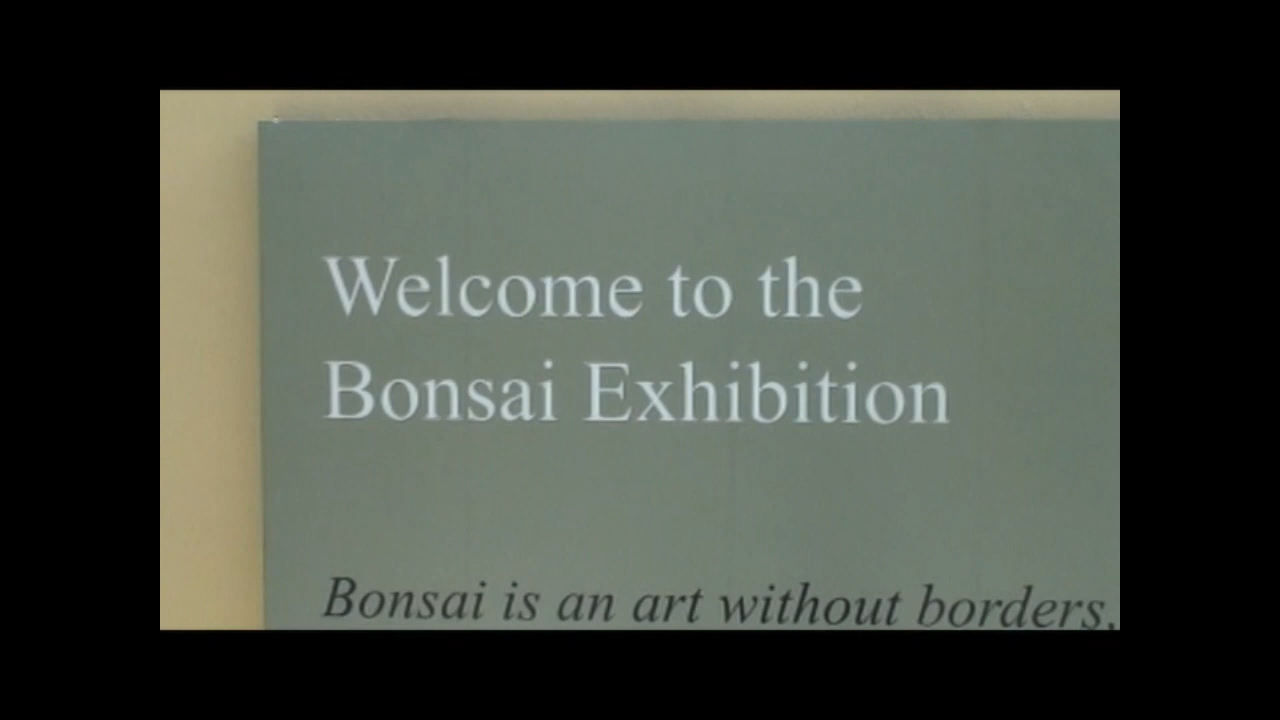 Welcome to the
Bonsai Exhibition
Bonsai is an art without borders,